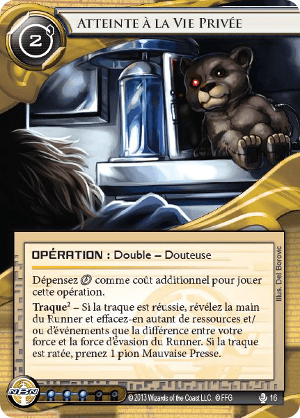 2
ATTEINTE À LA VIE PRIVÉE
OPÉRATION : Double – Douteuse
Dépensez comme coût additionnel pour jouer
cette opération.
Traque² – Si la traque est réussie, révélez la main
du Runner et effacez-en autant de ressources et/
ou d'événements que la différence entre votre
force et la force d'évasion du Runner. Si la traque
est ratée, prenez 1 pion Mauvaise Presse.
Illus. Del Borovic
NBN
© 2013 Wizards of the Coast LLC. © FFG
16